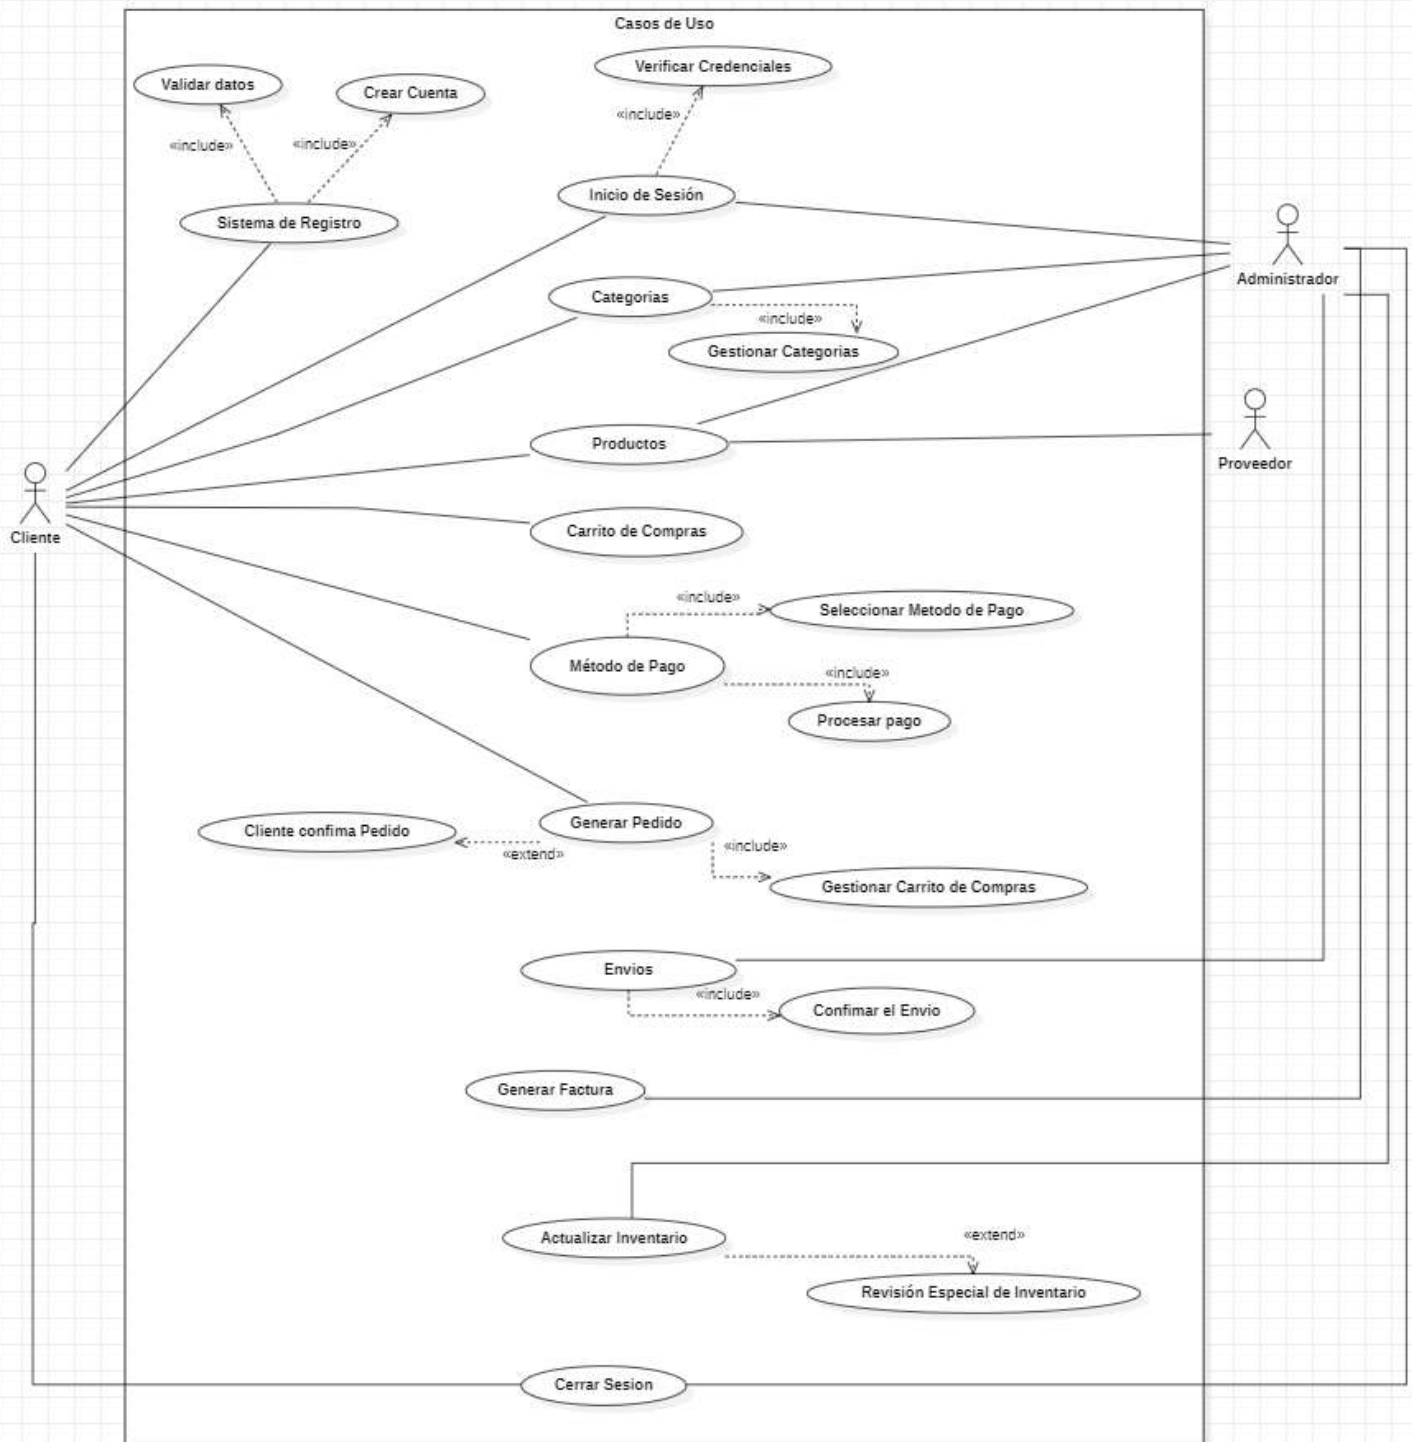 Casos de Uso
Verificar Credenciales
Validar datos
Crear Cuenta
«include»
«include»
«include»
Inicio de Sesión
Sistema de Registro
Administrador
Categorias
«include»
Gestionar Categorias
Productos
Proveedor
Cliente
Carrito de Compras
«include»
Seleccionar Metodo de Pago
Método de Pago
«include»
Procesar pago
Generar Pedido
Cliente confima Pedido
«extend»
«include»
Gestionar Carrito de Compras
Envios
«include»
Confimar el Envio
Generar Factura
Actualizar Inventario
«extend»
Revisión Especial de Inventario
Cerrar Sesion